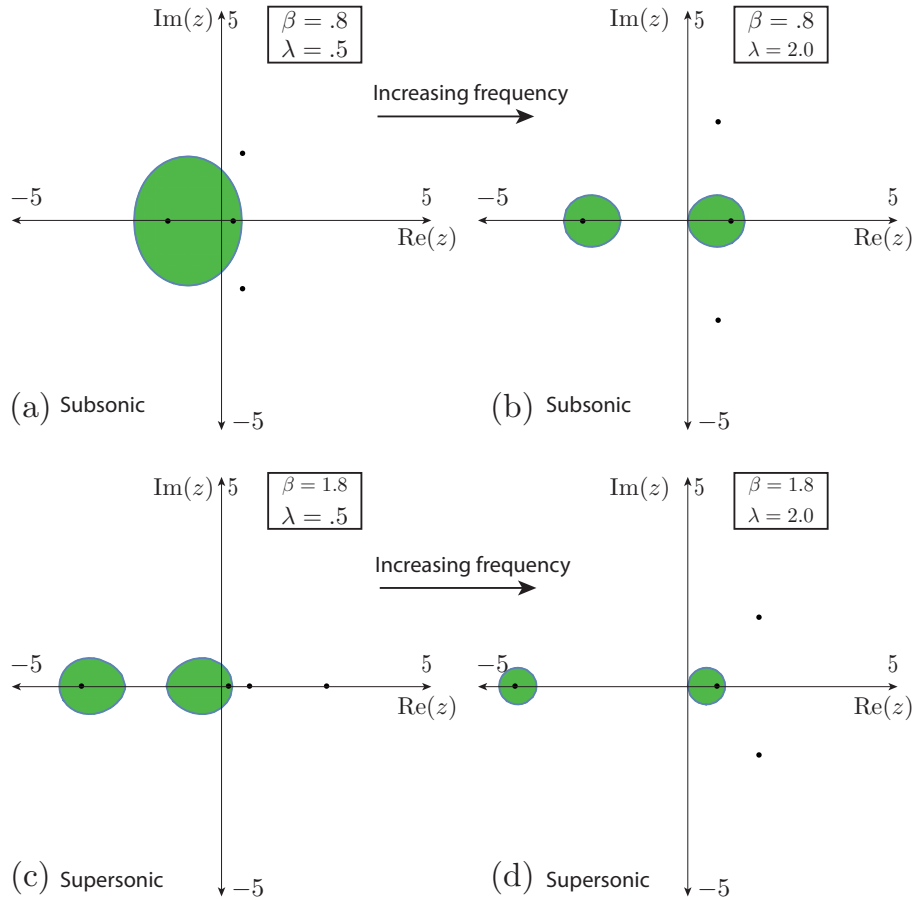 Im(z) 5
β = .8
λ = .5
Increasing frequency
−5
5
Re(z)
−5
(a) Subsonic
Im(z) 5
β = .8
λ = 2.0
−5
5
Re(z)
−5
(b) Subsonic
Im(z) 5
β = 1.8
λ = .5
Increasing frequency
−5
5
Re(z)
−5
(c) Supersonic
Im(z) 5
β = 1.8
λ = 2.0
−5
5
Re(z)
−5
(d) Supersonic